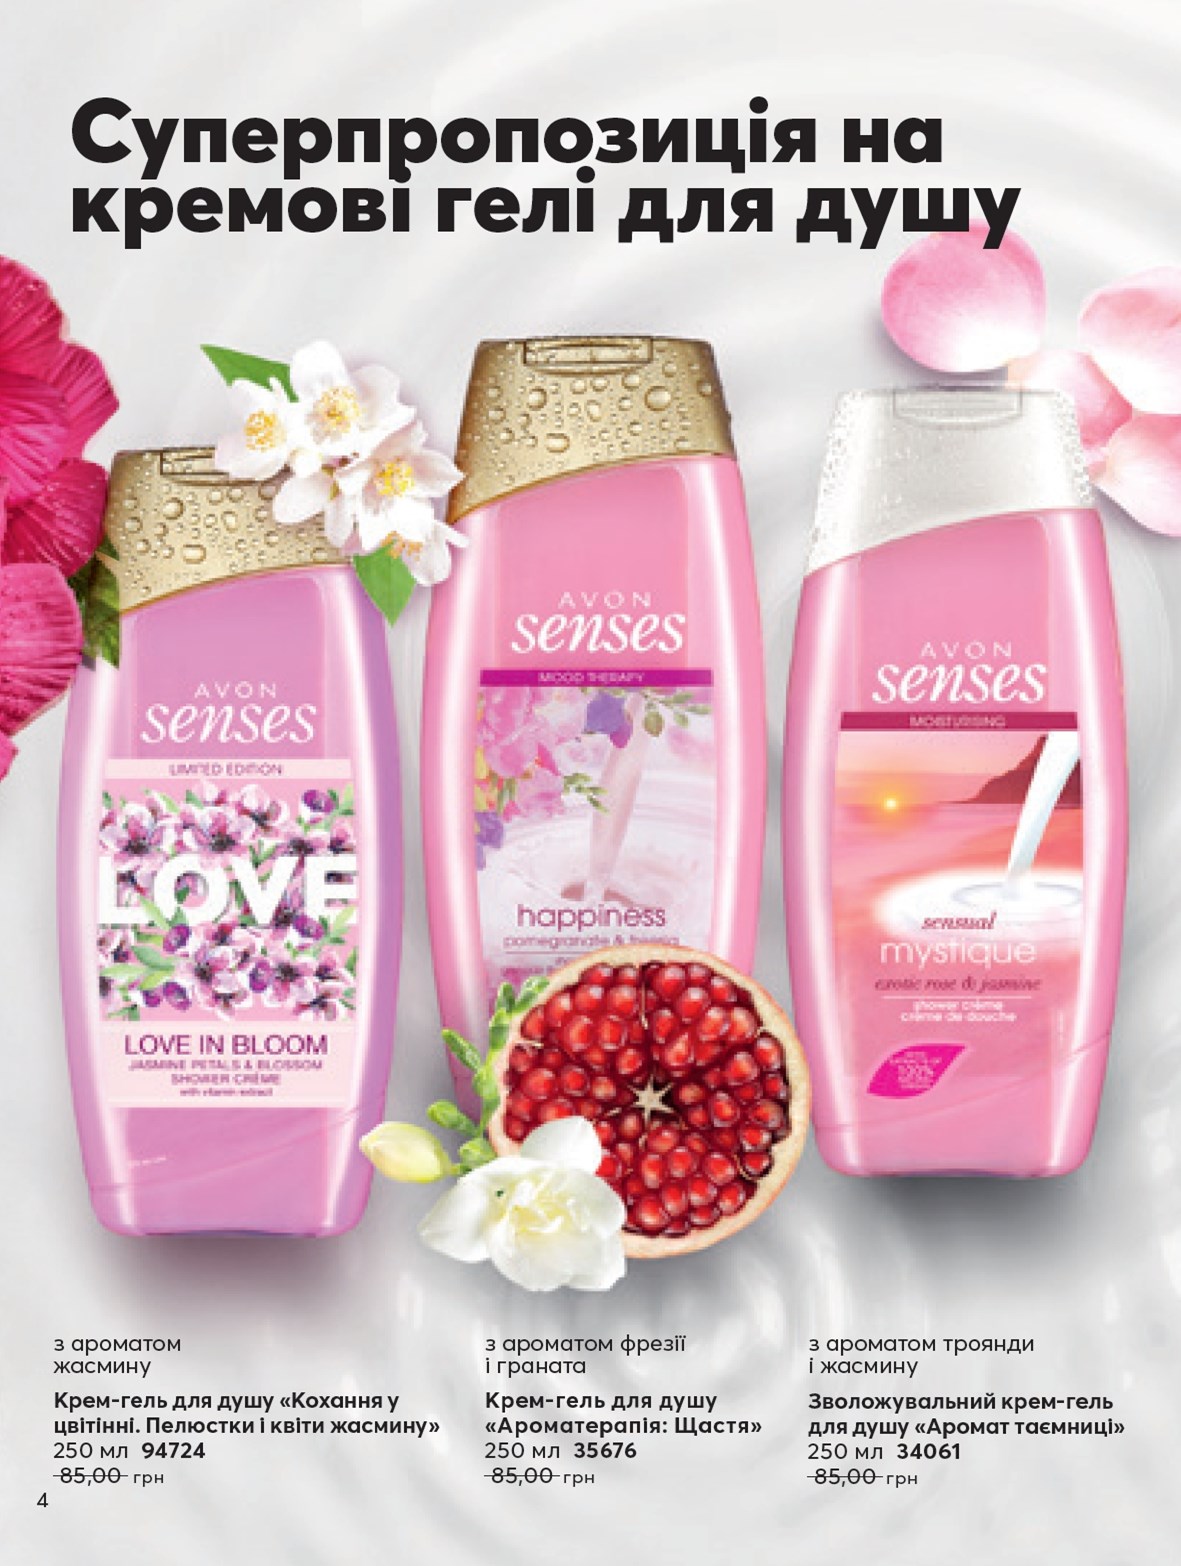 Суперпропозиція на
кремові гелі для душу
AVON
senses
LIMITED EDITION
LOVE
LOVE IN BLOOM
JASMINE PETALS & BLOSSOM
SHOWER CRÈME
with vitamin extract
AVON
senses
MOOD THERAPY
happiness
pomegranate & freesia
AVON
senses
MOISTURISING
sensual
mystique
exotic rose & jasmine
shower crème
crème de douche
100%
з ароматом
жасмину
Крем-гель для душу «Кохання у
цвітінні. Пелюстки і квіти жасмину»
250 мл 94724
85,00 грн
з ароматом фрезії
і граната
Крем-гель для душу
«Ароматерапія: Щастя»
250 мл 35676
85,00 грн
з ароматом троянди
і жасмину
Зволожувальний крем-гель
для душу «Аромат таємниці»
250 мл 34061
85,00 грн
4